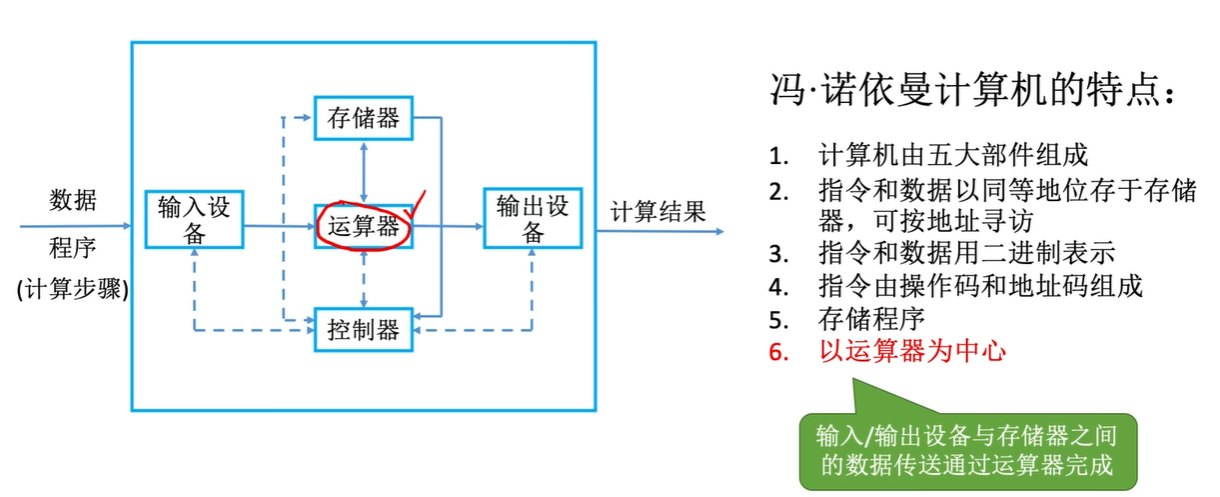 数据
程序
(计算步骤)
输入设
备
存储器
运算器
控制器
输出设
备
计算结果
冯·诺依曼计算机的特点：
1. 计算机由五大部件组成
2. 指令和数据以同等地位存于存储
器，可按地址寻访
3. 指令和数据用二进制表示
4. 指令由操作码和地址码组成
5. 存储程序
6. 以运算器为中心
输入/输出设备与存储器之间
的数据传送通过运算器完成